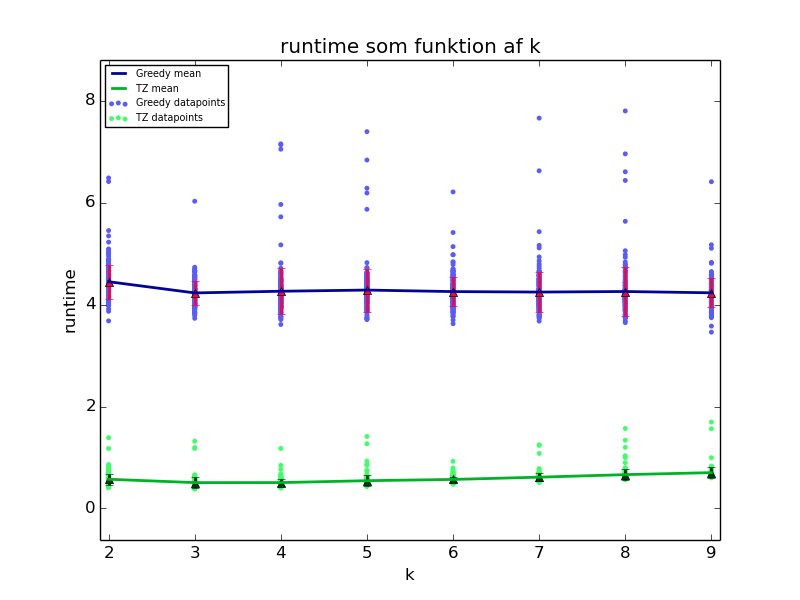 runtime som funktion af k
Greedy mean
TZ mean
Greedy datapoints
TZ datapoints
8
6
4
2
0
runtime
2 3 4 5 6 7 8 9
k